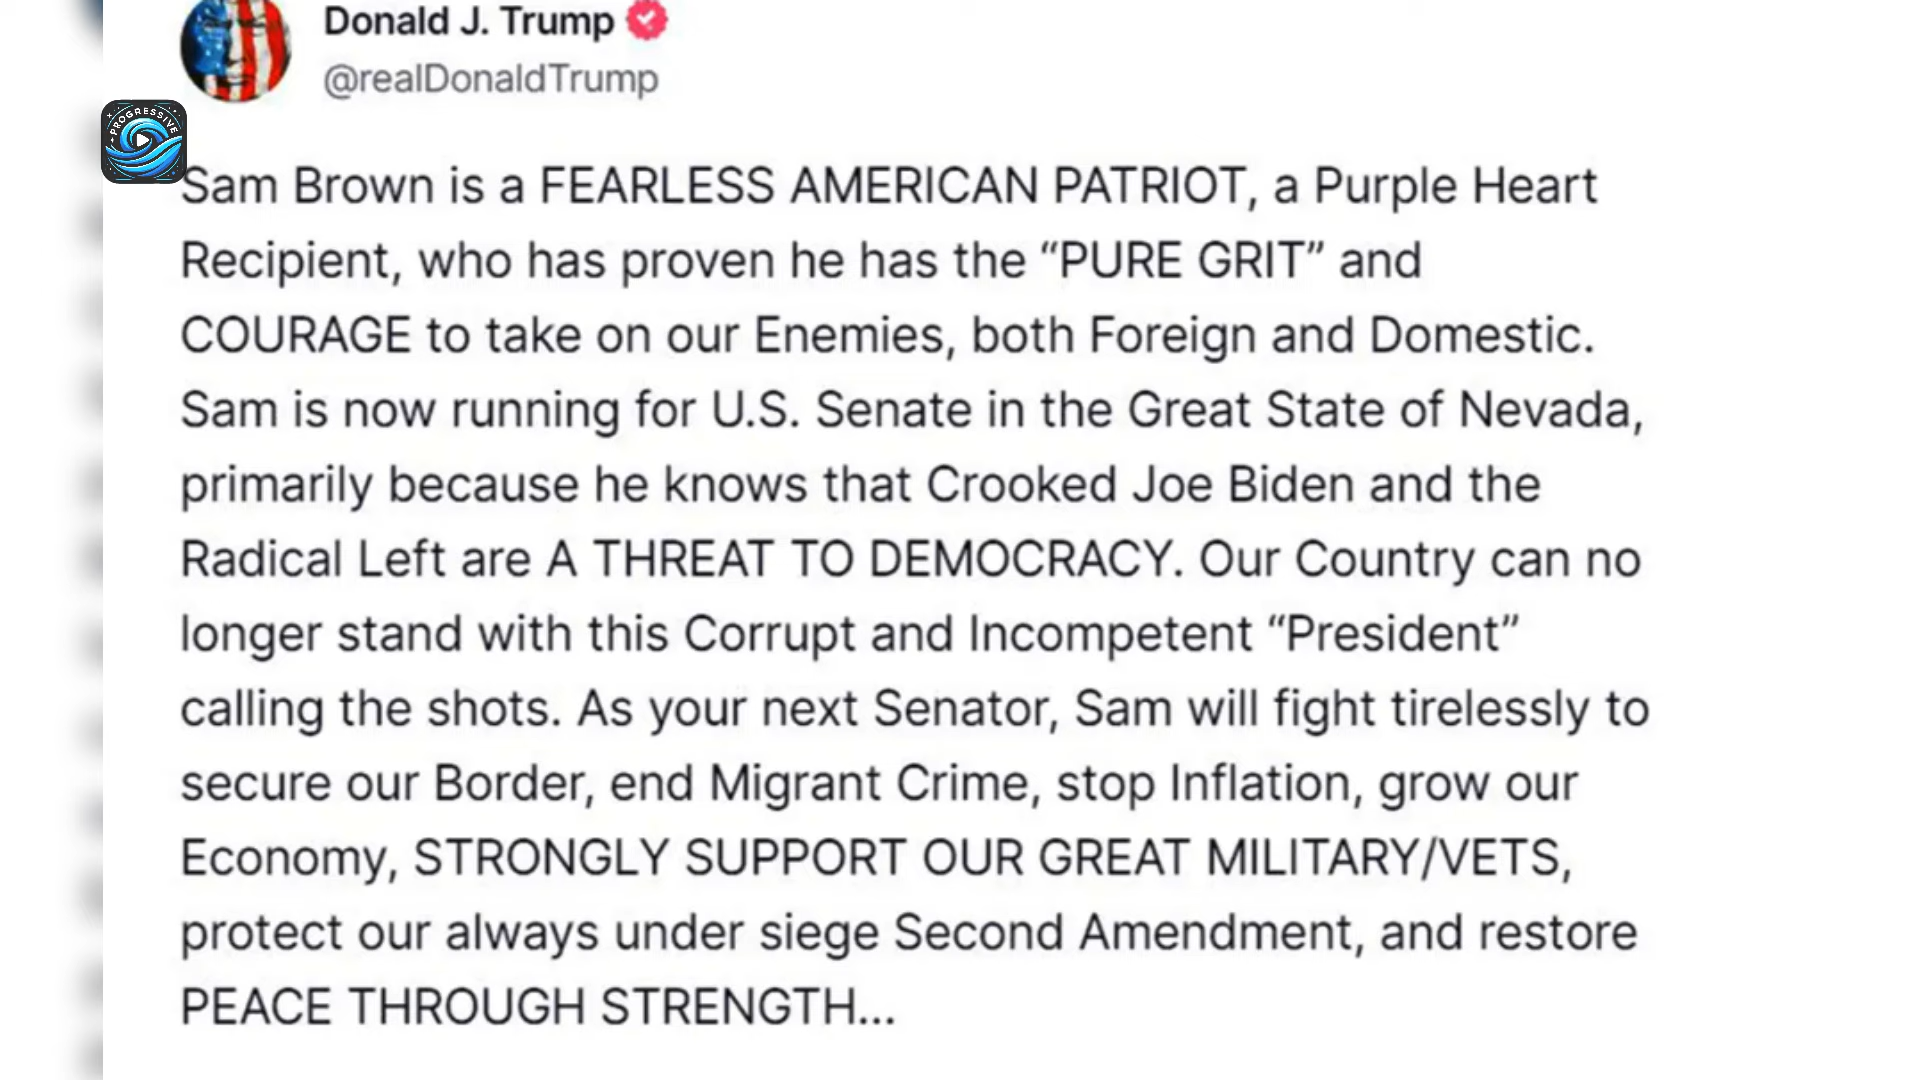 Donald J. Trump
@realDonaldTrump
PROGRESSIVE
Sam Brown is a FEARLESS AMERICAN PATRIOT, a Purple Heart
Recipient, who has proven he has the “PURE GRIT” and
COURAGE to take on our Enemies, both Foreign and Domestic.
Sam is now running for U.S. Senate in the Great State of Nevada,
primarily because he knows that Crooked Joe Biden and the
Radical Left are A THREAT TO DEMOCRACY. Our Country can no
longer stand with this Corrupt and Incompetent “President”
calling the shots. As your next Senator, Sam will fight tirelessly to
secure our Border, end Migrant Crime, stop Inflation, grow our
Economy, STRONGLY SUPPORT OUR GREAT MILITARY/VETS,
protect our always under siege Second Amendment, and restore
PEACE THROUGH STRENGTH...